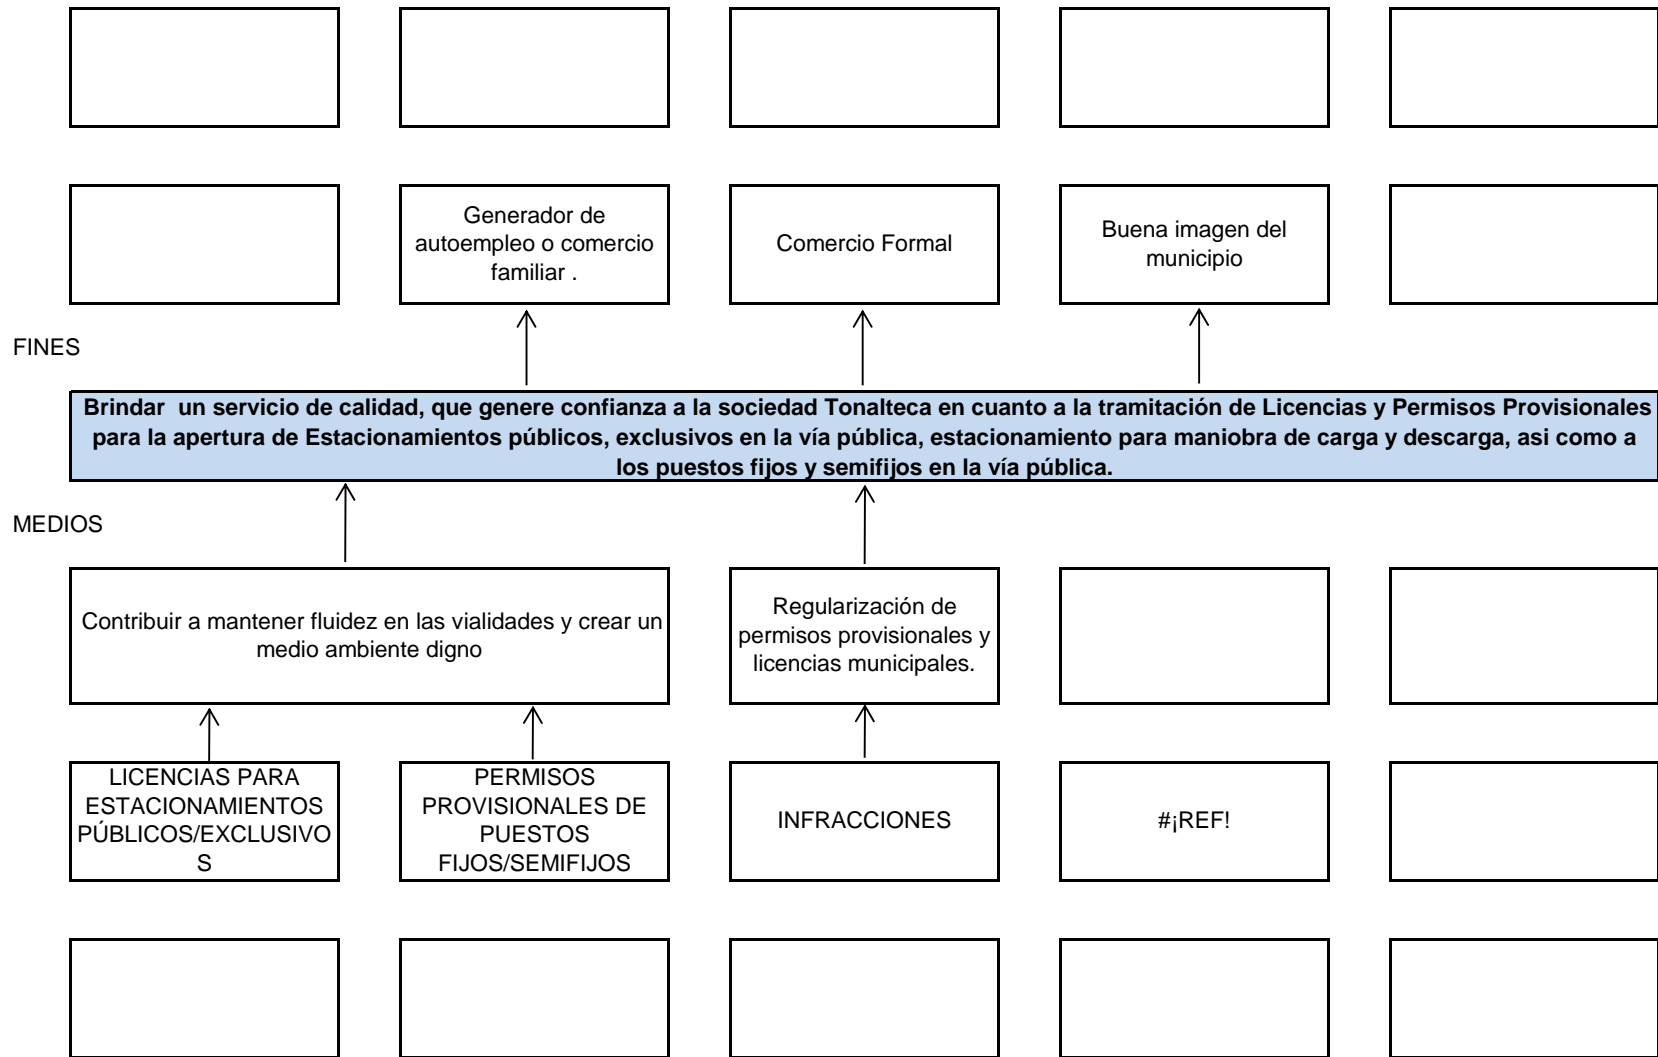 Generador de
autoempleo o comercio
familiar .
Comercio Formal
Buena imagen del
municipio
FINES
Brindar  un servicio de calidad, que genere confianza a la sociedad Tonalteca en cuanto a la tramitación de Licencias y Permisos Provisionales
para la apertura de Estacionamientos públicos, exclusivos en la vía pública, estacionamiento para maniobra de carga y descarga, asi como a
los puestos fijos y semifijos en la vía pública.
MEDIOS
Contribuir a mantener fluidez en las vialidades y crear un
medio ambiente digno
Regularización de
permisos provisionales y
licencias municipales.
LICENCIAS PARA
ESTACIONAMIENTOS
PÚBLICOS/EXCLUSIVO
S
PERMISOS
PROVISIONALES DE
PUESTOS
FIJOS/SEMIFIJOS
INFRACCIONES
#¡REF!